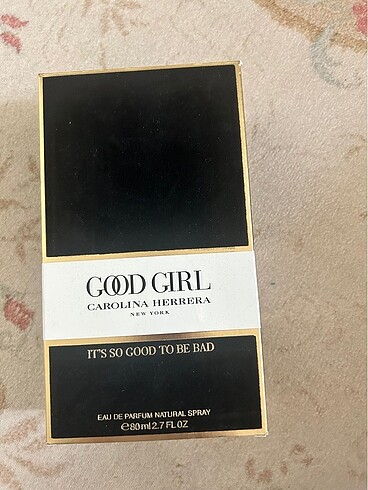 GOOD GIRL
CAROLINA HERRERA
NEW YORK
IT'S SO GOOD TO BE BAD
EAU DE PARFUM NATURAL SPRAY
℮80ml 2.7 FL OZ